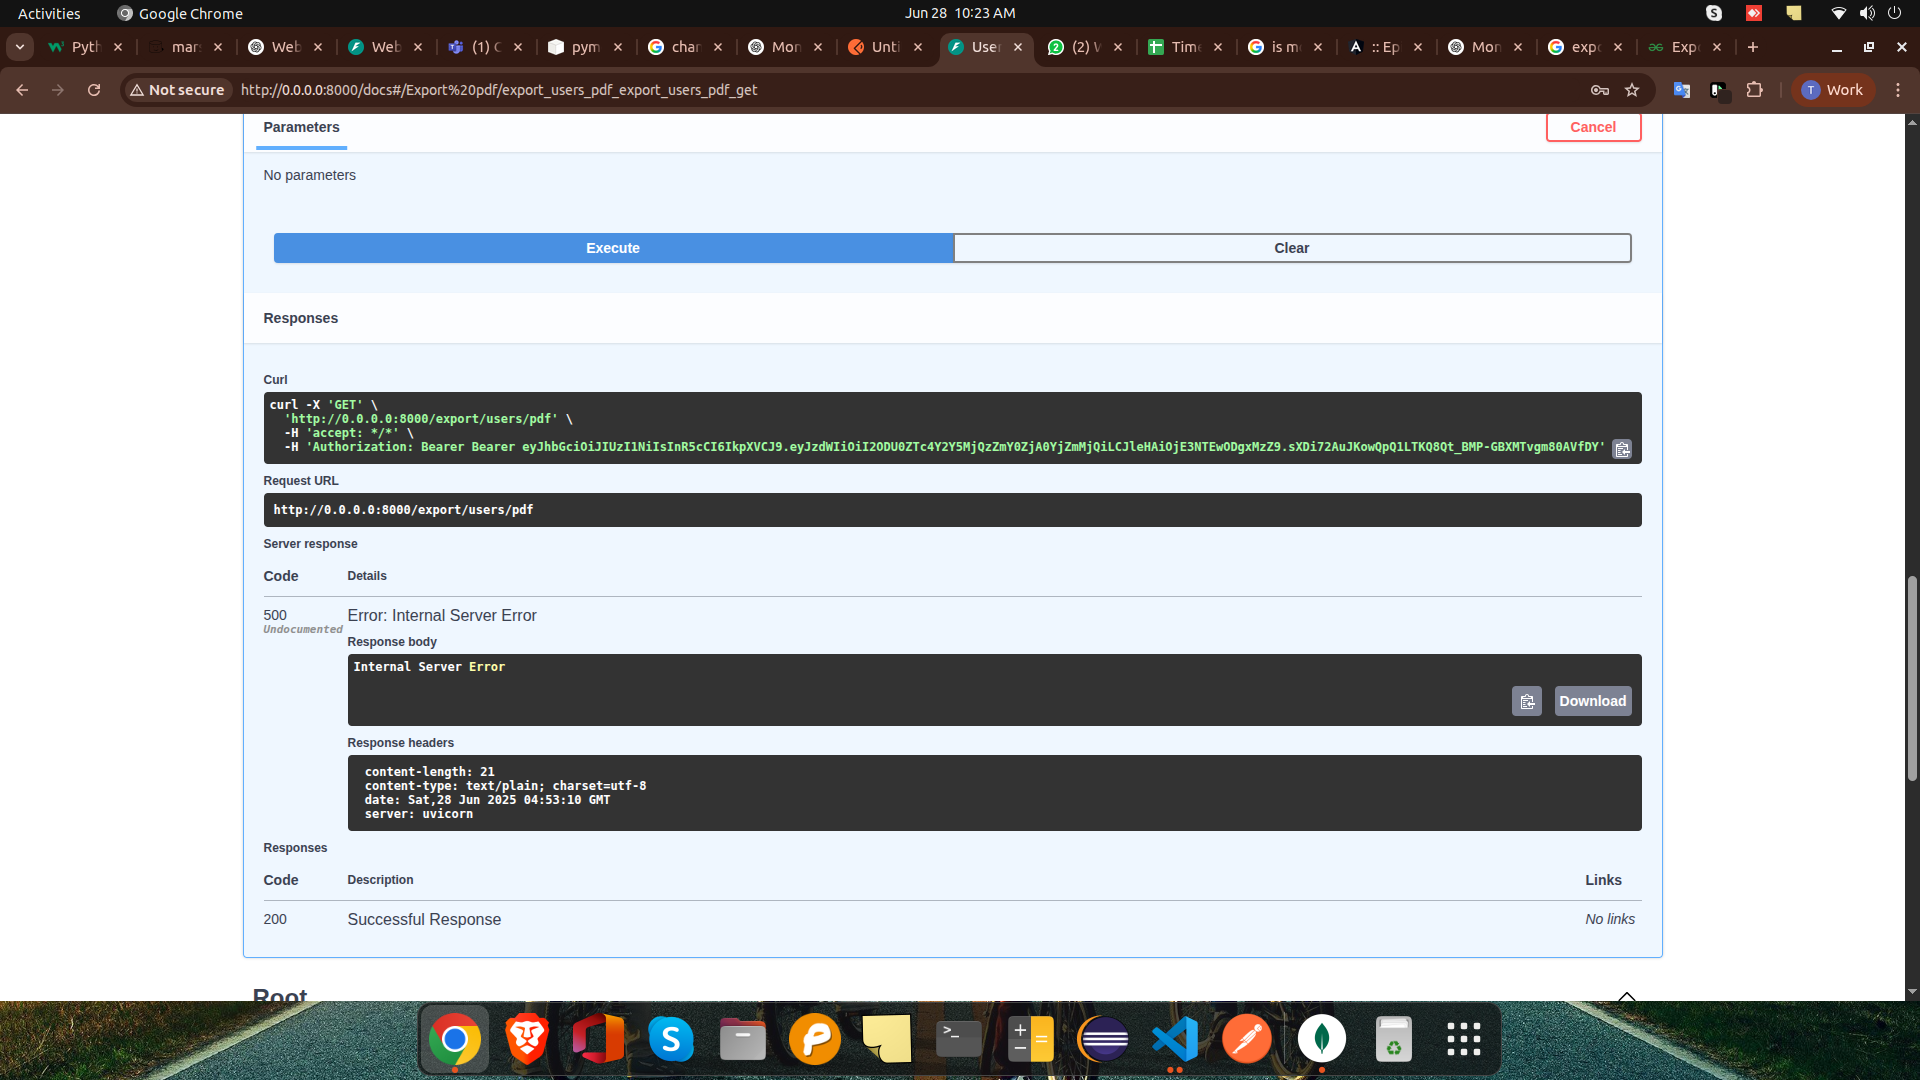 Activities
Google Chrome
Jun 28 10:23 AM
Pyth
mar
Web
Web
(1) C
pym
char
Mon
Unti
User
(2) V
Time
is mo
:: Ep
Mon
expo
Expo
Not secure
http://0.0.0.0:8000/docs#/Export%20pdf/export_users_pdf_export_users_pdf_get
Work
Parameters
Cancel
No parameters
Execute
Clear
Responses
Curl
curl -X 'GET' \
'http://0.0.0.0:8000/export/users/pdf' \
-H 'accept: */*' \
-H 'Authorization: Bearer Bearer eyJhbGciOiJIUzI1NiIsInR5cCI6IkpXVCJ9.eyJzdWIiOiI2ODU0ZTc4Y2Y5MjQzZmY0ZjA0YjZmMjQiLCJleHAiOjE3NTEwODgxMzZ9.sXDi72AuJKowQpQ1LTKQ8Qt_BMP-GBXMTvgm80AVfDY'
Request URL
http://0.0.0.0:8000/export/users/pdf
Server response
Code
Details
500
Undocumented
Error: Internal Server Error
Response body
Internal Server Error
Download
Response headers
content-length: 21
content-type: text/plain; charset=utf-8
date: Sat,28 Jun 2025 04:53:10 GMT
server: uvicorn
Responses
Code
Description
Links
200
Successful Response
No links
Root